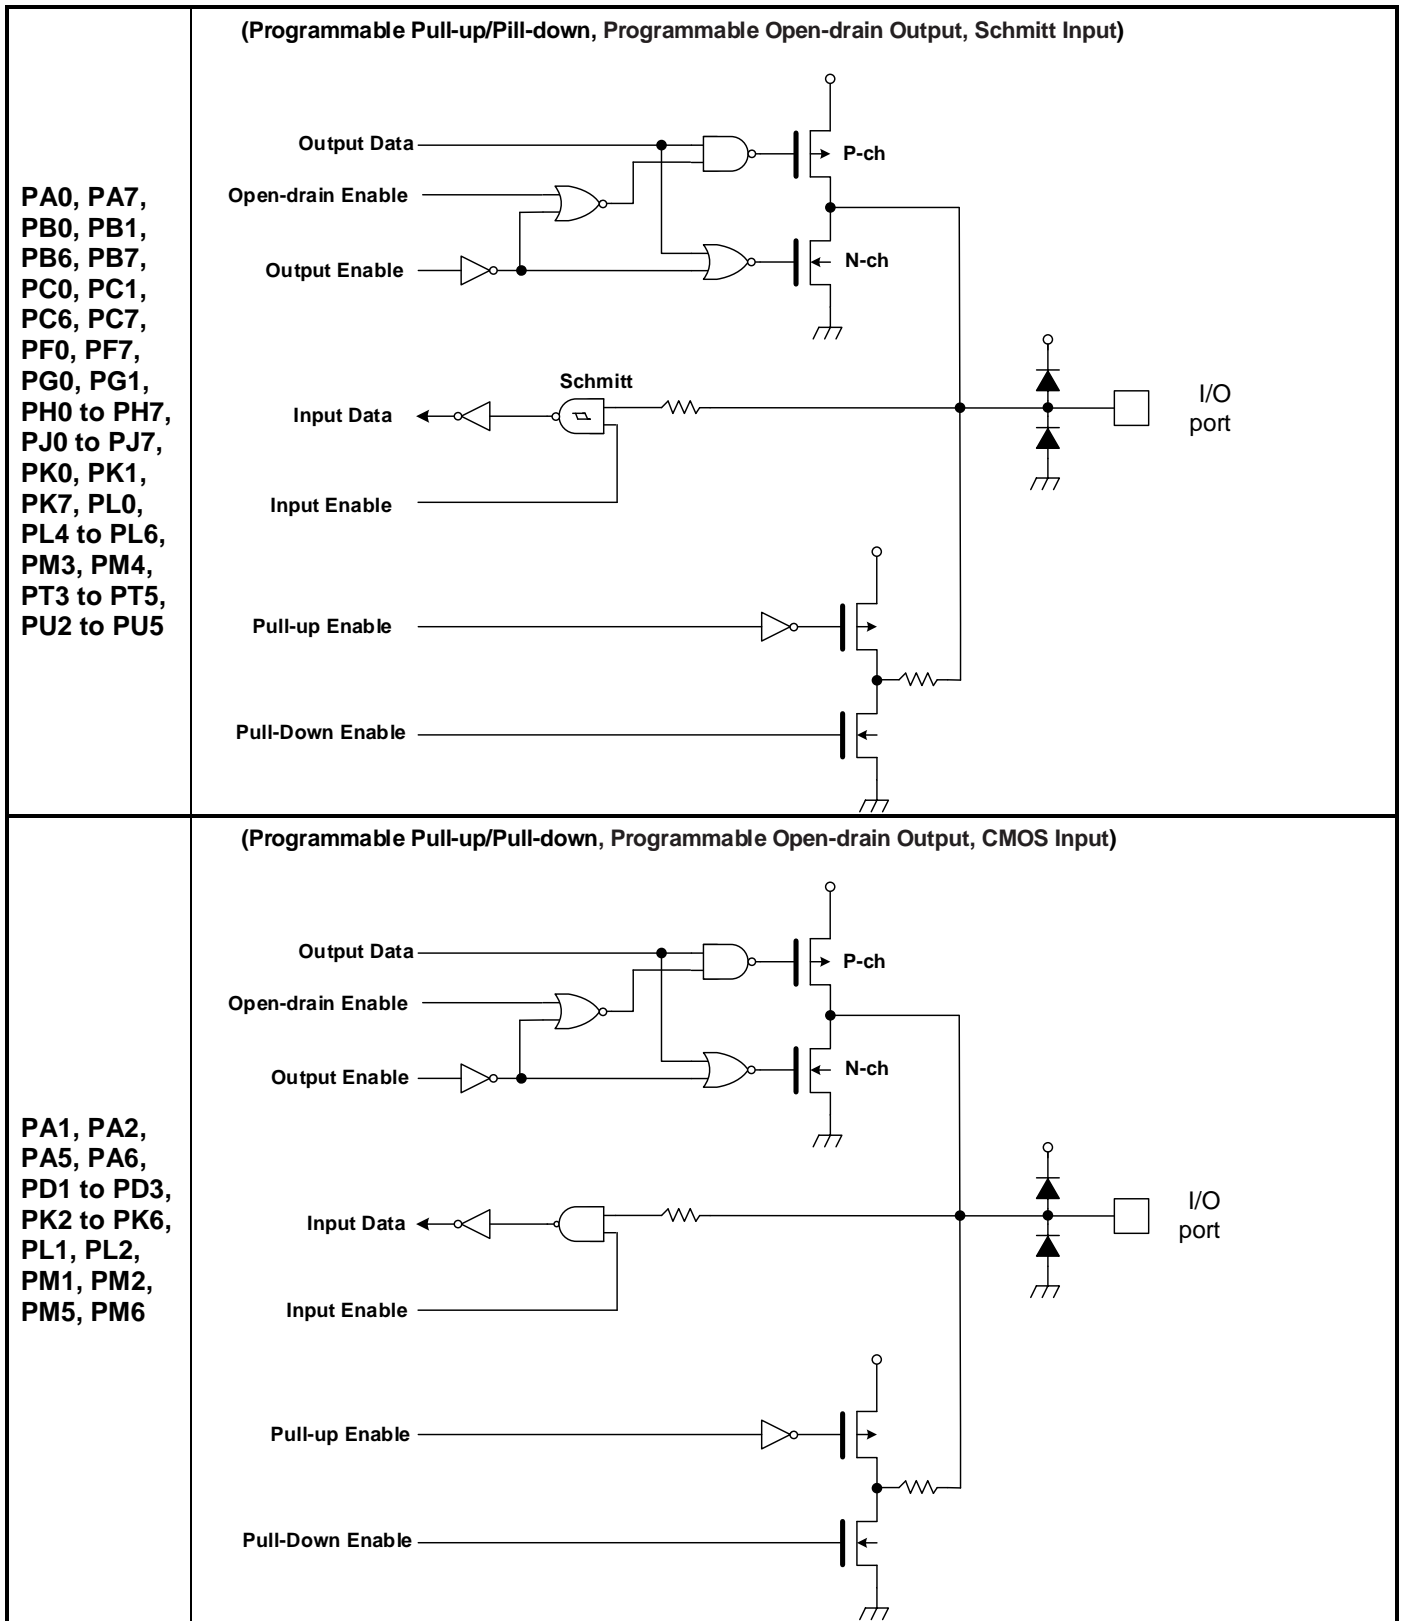 (Programmable Pull-up/Pill-down, Programmable Open-drain Output, Schmitt Input)
PA0, PA7,
PB0, PB1,
PB6, PB7,
PC0, PC1,
PC6, PC7,
PF0, PF7,
PG0, PG1,
PH0 to PH7,
PJ0 to PJ7,
PK0, PK1,
PK7, PL0,
PL4 to PL6,
PM3, PM4,
PT3 to PT5,
PU2 to PU5
Output Data
P-ch
Open-drain Enable
Output Enable
N-ch
Schmitt
Input Data
I/O
port
Input Enable
Pull-up Enable
Pull-Down Enable
(Programmable Pull-up/Pull-down, Programmable Open-drain Output, CMOS Input)
PA1, PA2,
PA5, PA6,
PD1 to PD3,
PK2 to PK6,
PL1, PL2,
PM1, PM2,
PM5, PM6
Output Data
P-ch
Open-drain Enable
Output Enable
N-ch
Input Data
I/O
port
Input Enable
Pull-up Enable
Pull-Down Enable